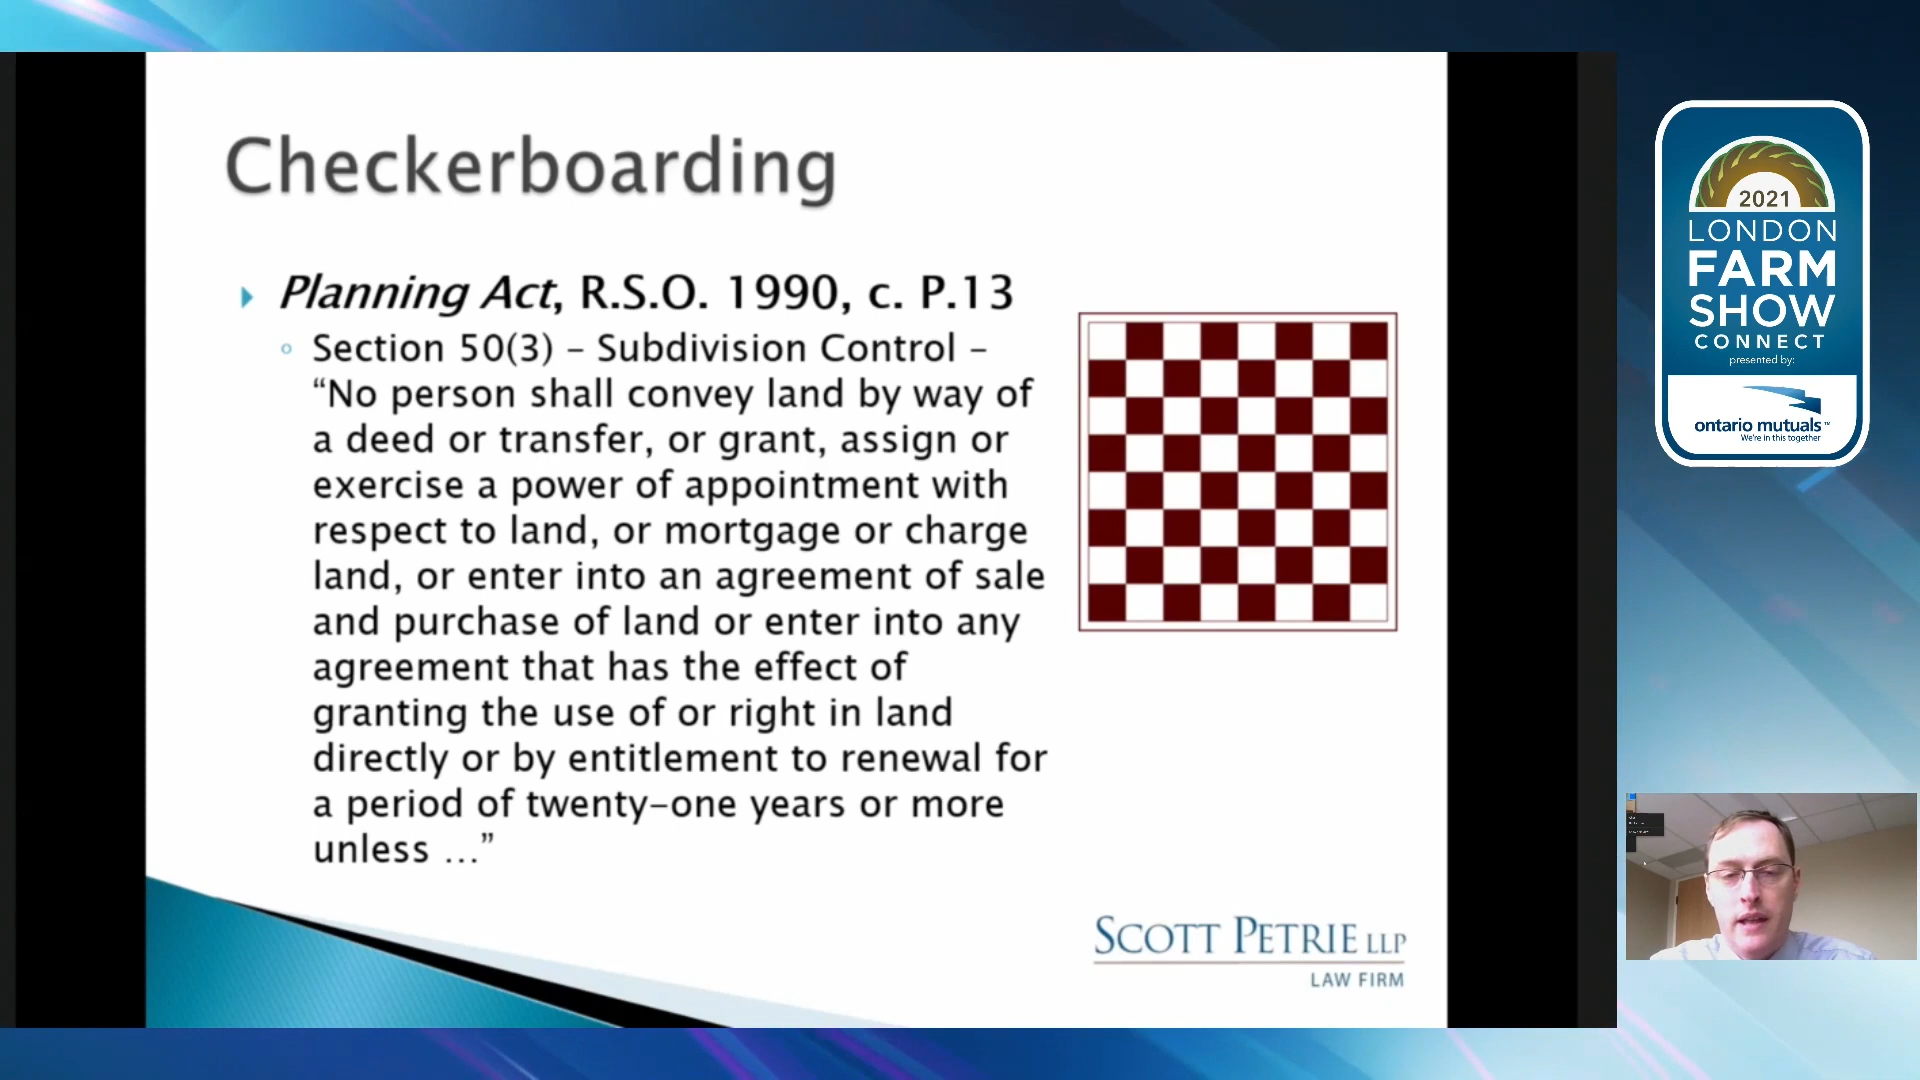 Checkerboarding
Planning Act, R.S.O. 1990, c. P.13
Section 50(3) – Subdivision Control –
“No person shall convey land by way of
a deed or transfer, or grant, assign or
exercise a power of appointment with
respect to land, or mortgage or charge
land, or enter into an agreement of sale
and purchase of land or enter into any
agreement that has the effect of
granting the use of or right in land
directly or by entitlement to renewal for
a period of twenty–one years or more
unless …”
SCOTT PETRIE LLP
LAW FIRM
2021
LONDON
FARM
SHOW
CONNECT
presented by:
ontario mutuals™
We're in this together